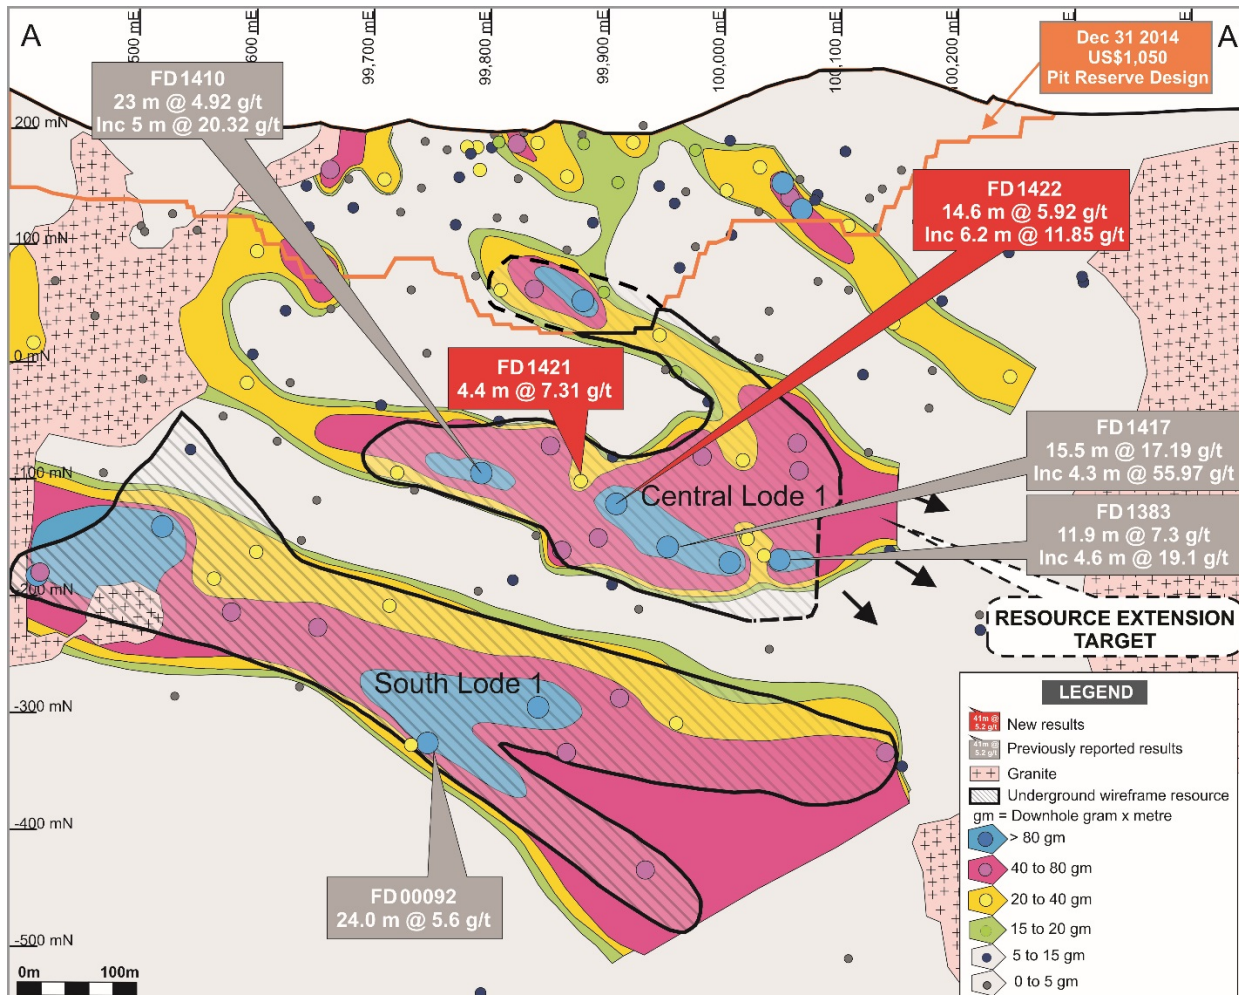 A
A
500 mE
600 mE
99,700 mE
99,800 mE
99,900 mE
100,000 mE
100,100 mE
100,200 mE
Dec 31 2014
US$1,050
Pit Reserve Design
FD1410
23 m @ 4.92 g/t
Inc 5 m @ 20.32 g/t
200 mN
FD1422
14.6 m @ 5.92 g/t
Inc 6.2 m @ 11.85 g/t
100 mN
0 mN
FD1421
4.4 m @ 7.31 g/t
FD1417
15.5 m @ 17.19 g/t
Inc 4.3 m @ 55.97 g/t
-100 mN
Central Lode 1
FD1383
11.9 m @ 7.3 g/t
Inc 4.6 m @ 19.1 g/t
-200 mN
RESOURCE EXTENSION
TARGET
South Lode 1
-300 mN
-400 mN
FD00092
24.0 m @ 5.6 g/t
-500 mN
0m 100m
LEGEND
41m @
5.2 g/t
New results
41m @
5.2 g/t
Previously reported results
Granite
Underground wireframe resource
gm = Downhole gram x metre
> 80 gm
40 to 80 gm
20 to 40 gm
15 to 20 gm
5 to 15 gm
0 to 5 gm